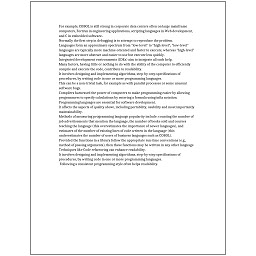 For example COBOL is still strong in corporate data centers often on large mainframe
computers, Fortran in engineering applications, scripting languages in Web development,
and C in embedded software.
Normally the first step in debugging is to attempt to reproduce the problem.
Languages form an approximate spectrum from "low-level" to "high-level"; "low-level"
languages are typically more machine-oriented and faster to execute, whereas "high-level"
languages are more abstract and easier to use but execute less quickly.
Integrated development environments (IDEs) aim to integrate all such help.
Many factors, having little or nothing to do with the ability of the computer to efficiently
compile and execute the code, contribute to readability.
It involves designing and implementing algorithms, step-by-step specifications of
procedures, by writing code in one or more programming languages.
This can be a non-trivial task, for example as with parallel processes or some unusual
software bugs.
Compilers harnessed the power of computers to make programming easier by allowing
programmers to specify calculations by entering a formula using infix notation.
Programming languages are essential for software development.
It affects the aspects of quality above, including portability, usability and most importantly
maintainability.
Methods of measuring programming language popularity include: counting the number of
job advertisements that mention the language, the number of books sold and courses
teaching the language (this overestimates the importance of newer languages), and
estimates of the number of existing lines of code written in the language (this
underestimates the number of users of business languages such as COBOL).
Provided the functions in a library follow the appropriate run-time conventions (e.g.,
method of passing arguments), then these functions may be written in any other language.
Techniques like Code refactoring can enhance readability.
It involves designing and implementing algorithms, step-by-step specifications of
procedures, by writing code in one or more programming languages.
Following a consistent programming style often helps readability.